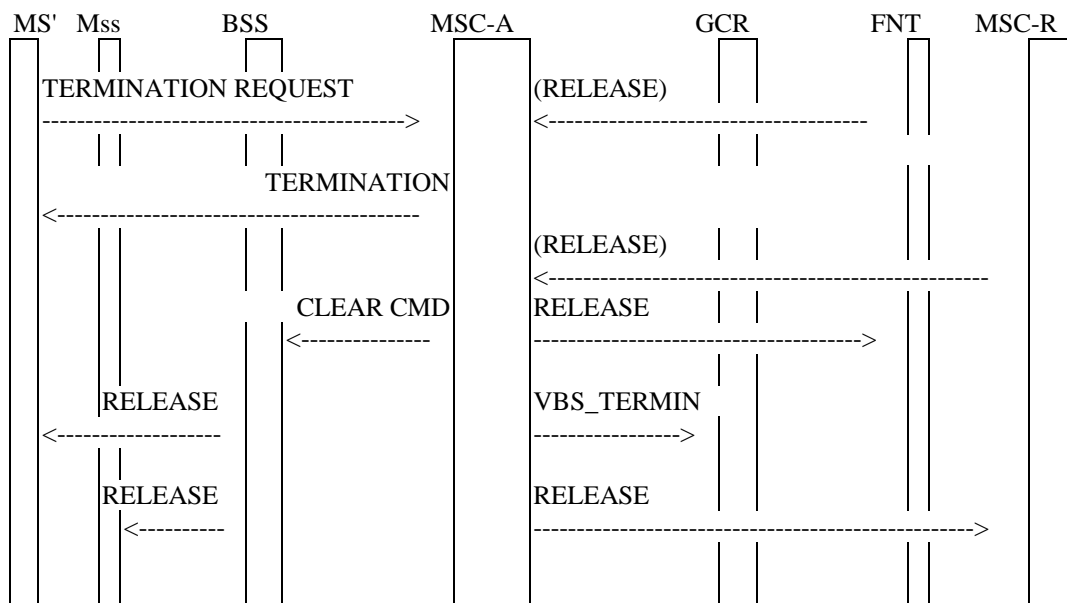 MS' Mss BSS MSC-A GCR FNT MSC-R
TERMINATION REQUEST (RELEASE)
TERMINATION
(RELEASE)
CLEAR CMD RELEASE
RELEASE VBS_TERMIN
RELEASE RELEASE